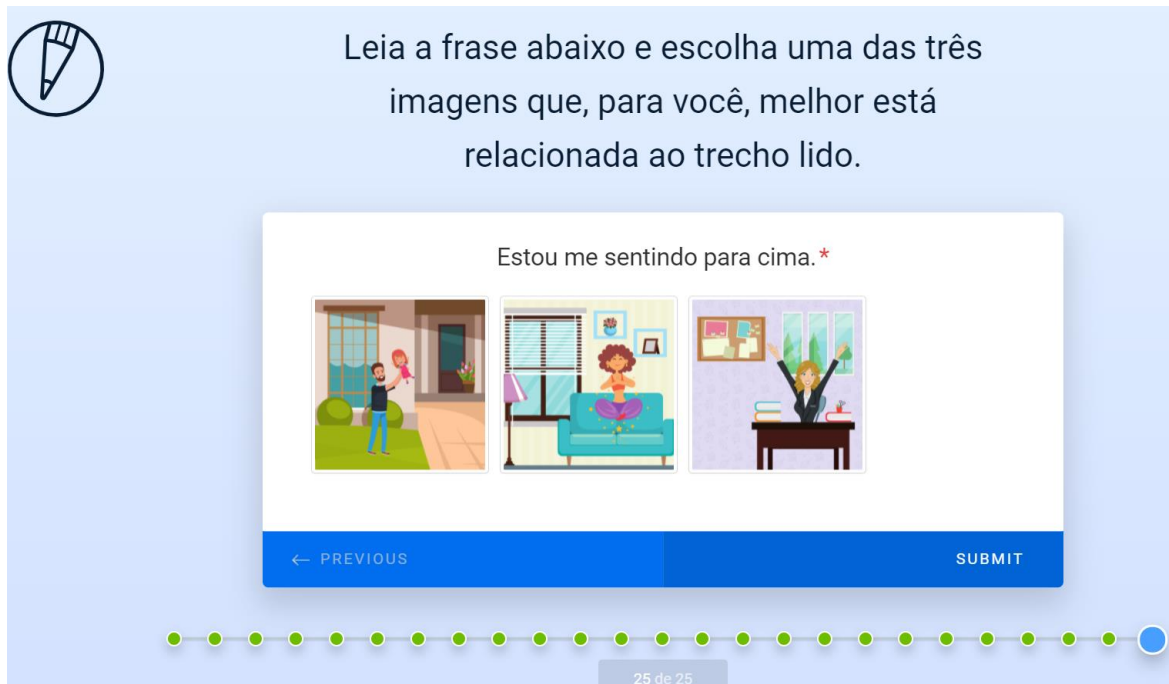 Leia a frase abaixo e escolha uma das três
imagens que, para você, melhor está
relacionada ao trecho lido.
Estou me sentindo para cima.*
← PREVIOUS
SUBMIT
25 de 25